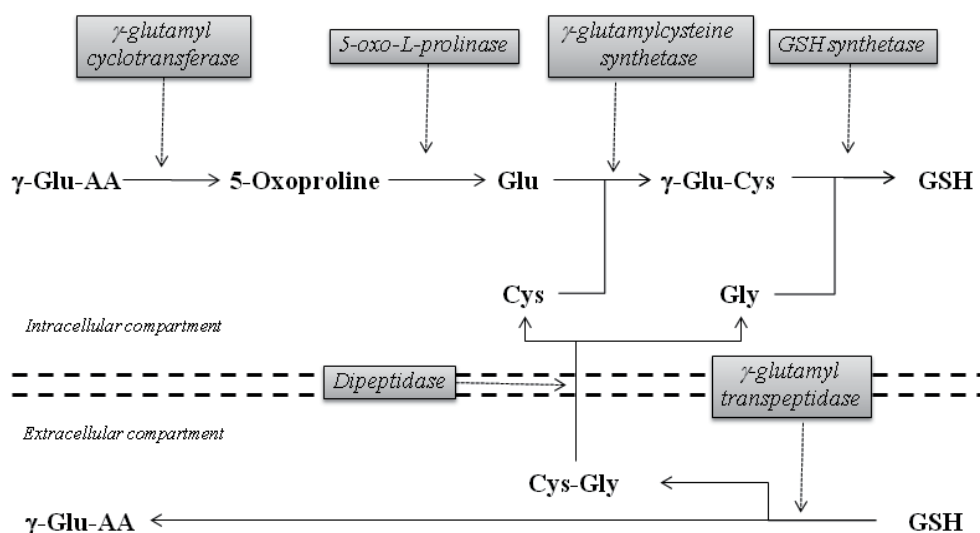 γ-glutamyl
cyclotransferase
5-oxo-L-prolinase
γ-glutamylcysteine
synthetase
GSH synthetase
γ-Glu-AA
5-Oxoproline
Glu
γ-Glu-Cys
GSH
Cys
Gly
Intracellular compartment
Dipeptidase
γ-glutamyl
transpeptidase
Extracellular compartment
Cys-Gly
γ-Glu-AA
GSH